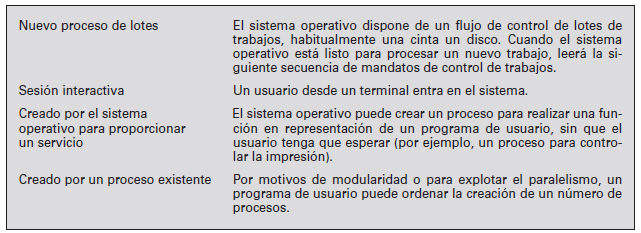 Nuevo proceso de lotes
El sistema operativo dispone de un flujo de control de lotes de
trabajos, habitualmente una cinta un disco. Cuando el sistema
operativo está listo para procesar un nuevo trabajo, leerá la si-
guiente secuencia de mandatos de control de trabajos.
Sesión interactiva
Un usuario desde un terminal entra en el sistema.
Creado por el sistema
operativo para proporcionar
un servicio
El sistema operativo puede crear un proceso para realizar una fun-
ción en representación de un programa de usuario, sin que el
usuario tenga que esperar (por ejemplo, un proceso para contro-
lar la impresión).
Creado por un proceso existente
Por motivos de modularidad o para explotar el paralelismo, un
programa de usuario puede ordenar la creación de un número de
procesos.